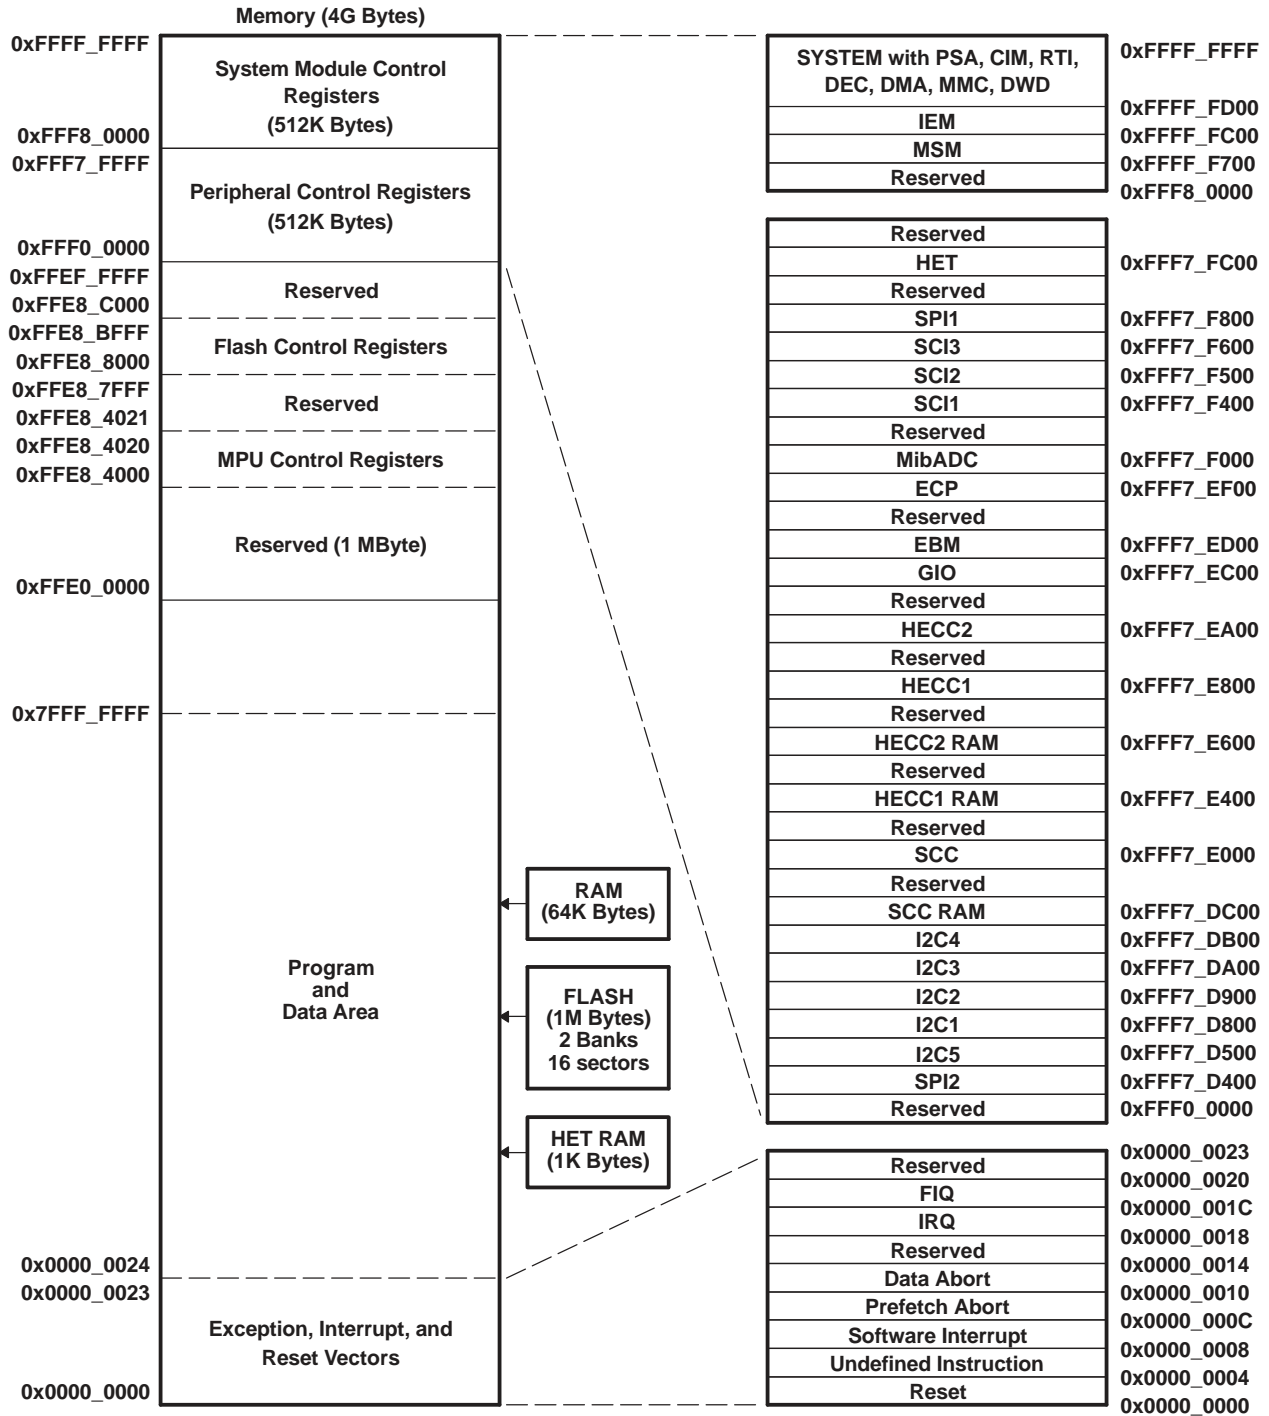 Memory (4G Bytes)
0xFFFF_FFFF
System Module Control
Registers
(512K Bytes)
0xFFF8_0000
0xFFF7_FFFF
Peripheral Control Registers
(512K Bytes)
0xFFF0_0000
0xFFEF_FFFF
Reserved
0xFFE8_C000
0xFFE8_BFFF
Flash Control Registers
0xFFE8_8000
0xFFE8_7FFF
Reserved
0xFFE8_4021
0xFFE8_4020
MPU Control Registers
0xFFE8_4000
Reserved (1 MByte)
0xFFE0_0000
0x7FFF_FFFF
Program
and
Data Area
0x0000_0024
0x0000_0023
Exception, Interrupt, and
Reset Vectors
0x0000_0000
RAM
(64K Bytes)
FLASH
(1M Bytes)
2 Banks
16 sectors
HET RAM
(1K Bytes)
SYSTEM with PSA, CIM, RTI,
DEC, DMA, MMC, DWD
0xFFFF_FFFF
0xFFFF_FD00
IEM
0xFFFF_FC00
MSM
0xFFFF_F700
Reserved
0xFFF8_0000
Reserved
HET 0xFFF7_FC00
Reserved
SPI1 0xFFF7_F800
SCI3 0xFFF7_F600
SCI2 0xFFF7_F500
SCI1 0xFFF7_F400
Reserved
MibADC 0xFFF7_F000
ECP 0xFFF7_EF00
Reserved
EBM 0xFFF7_ED00
GIO 0xFFF7_EC00
Reserved
HECC2 0xFFF7_EA00
Reserved
HECC1 0xFFF7_E800
Reserved
HECC2 RAM 0xFFF7_E600
Reserved
HECC1 RAM 0xFFF7_E400
Reserved
SCC 0xFFF7_E000
Reserved
SCC RAM 0xFFF7_DC00
I2C4 0xFFF7_DB00
I2C3 0xFFF7_DA00
I2C2 0xFFF7_D900
I2C1 0xFFF7_D800
I2C5 0xFFF7_D500
SPI2 0xFFF7_D400
Reserved 0xFFF0_0000
0x0000_0023
Reserved
0x0000_0020
FIQ
0x0000_001C
IRQ
0x0000_0018
Reserved
0x0000_0014
Data Abort
0x0000_0010
Prefetch Abort
0x0000_000C
Software Interrupt
0x0000_0008
Undefined Instruction
0x0000_0004
Reset
0x0000_0000